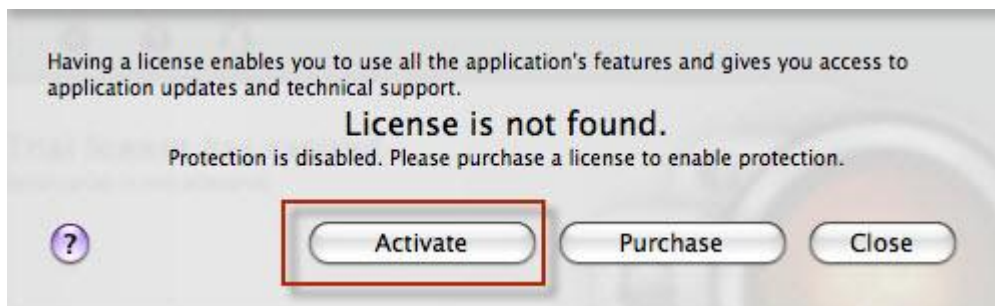 Having a license enables you to use all the application's features and gives you access to
application updates and technical support.
License is not found.
Protection is disabled. Please purchase a license to enable protection.
? Activate Purchase Close